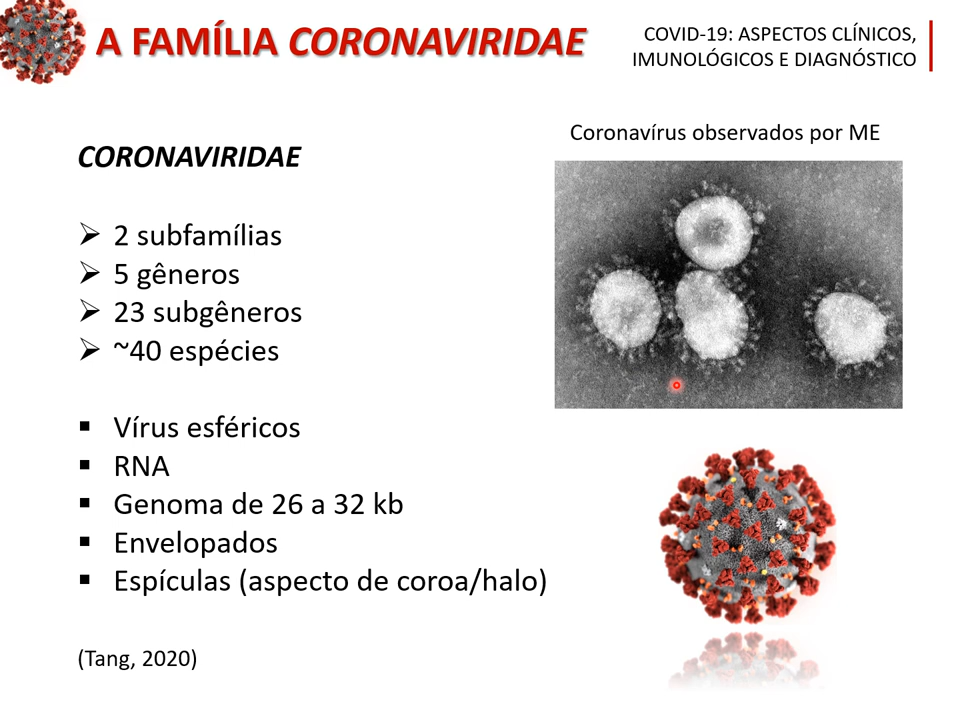 A FAMÍLIA CORONAVIRIDAE
COVID-19: ASPECTOS CLÍNICOS,
IMUNOLÓGICOS E DIAGNÓSTICO
CORONAVIRIDAE
Coronavírus observados por ME
2 subfamílias
5 gêneros
23 subgêneros
~40 espécies
Vírus esféricos
RNA
Genoma de 26 a 32 kb
Envelopados
Espículas (aspecto de coroa/halo)
(Tang, 2020)